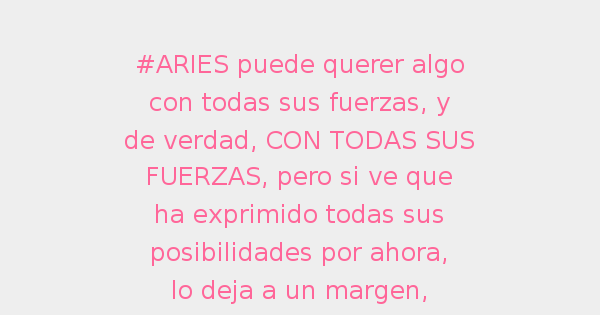 #ARIES puede querer algo
con todas sus fuerzas, y
de verdad, CON TODAS SUS
FUERZAS, pero si ve que
ha exprimido todas sus
posibilidades por ahora,
lo deja a un margen,